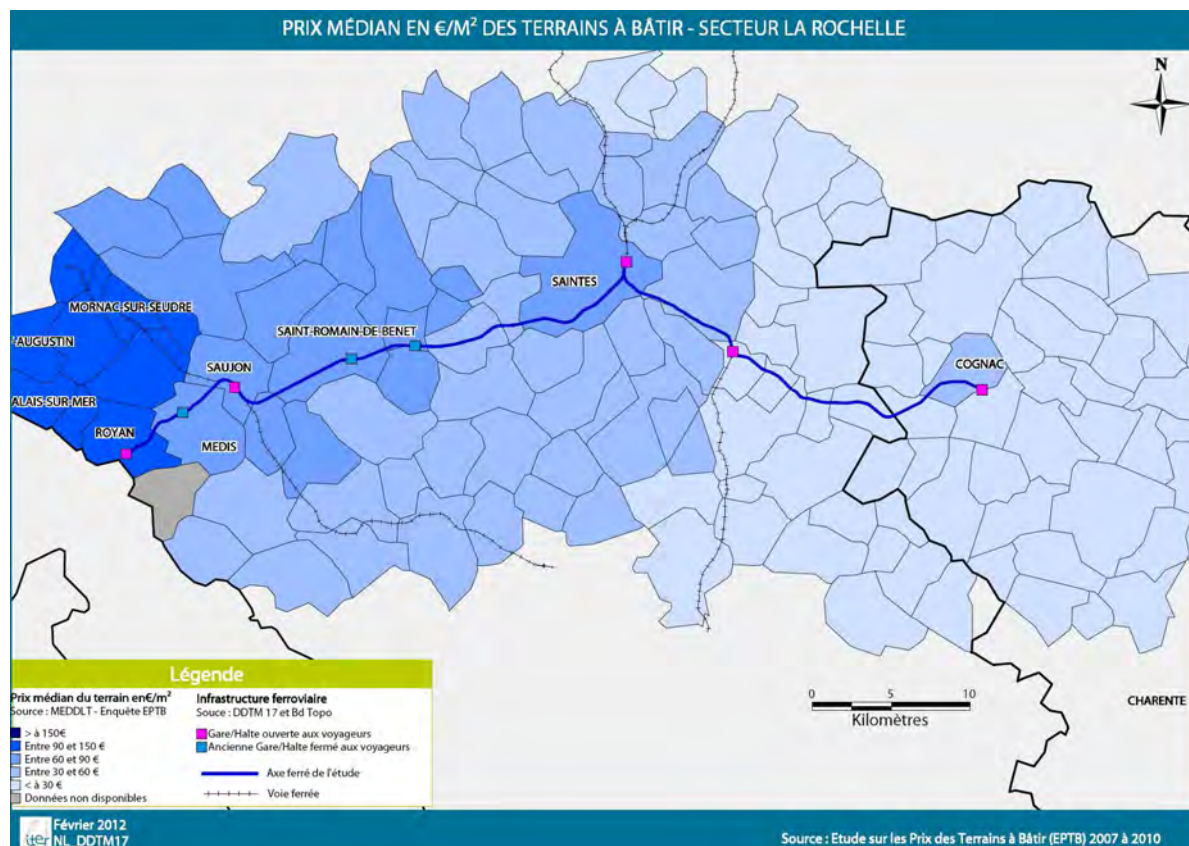 PRIX MÉDIAN EN €/M² DES TERRAINS À BÂTIR - SECTEUR LA ROCHELLE
N
SAINTES
MORNAC-SUR-SEUDRE
SAINT-ROMAIN-DE-BENET
-AUGUSTIN
SAUJON
COGNAC
ALAIS-SUR-MER
ROYAN
MEDIS
Légende
Prix médian du terrain en€/m²
Source : MEDDLT - Enquête EPTB
> à 150€
Entre 90 et 150 €
Entre 60 et 90 €
Entre 30 et 60 €
< à 30 €
Données non disponibles
Infrastructure ferroviaire
Souce : DDTM 17 et Bd Topo
Gare/Halte ouverte aux voyageurs
Ancienne Gare/Halte fermé aux voyageurs
Axe ferré de l'étude
Voie ferrée
0 5 10
Kilomètres
CHARENTE
iter
Février 2012
NL_DDTM17
Source : Etude sur les Prix des Terrains à Bâtir (EPTB) 2007 à 2010